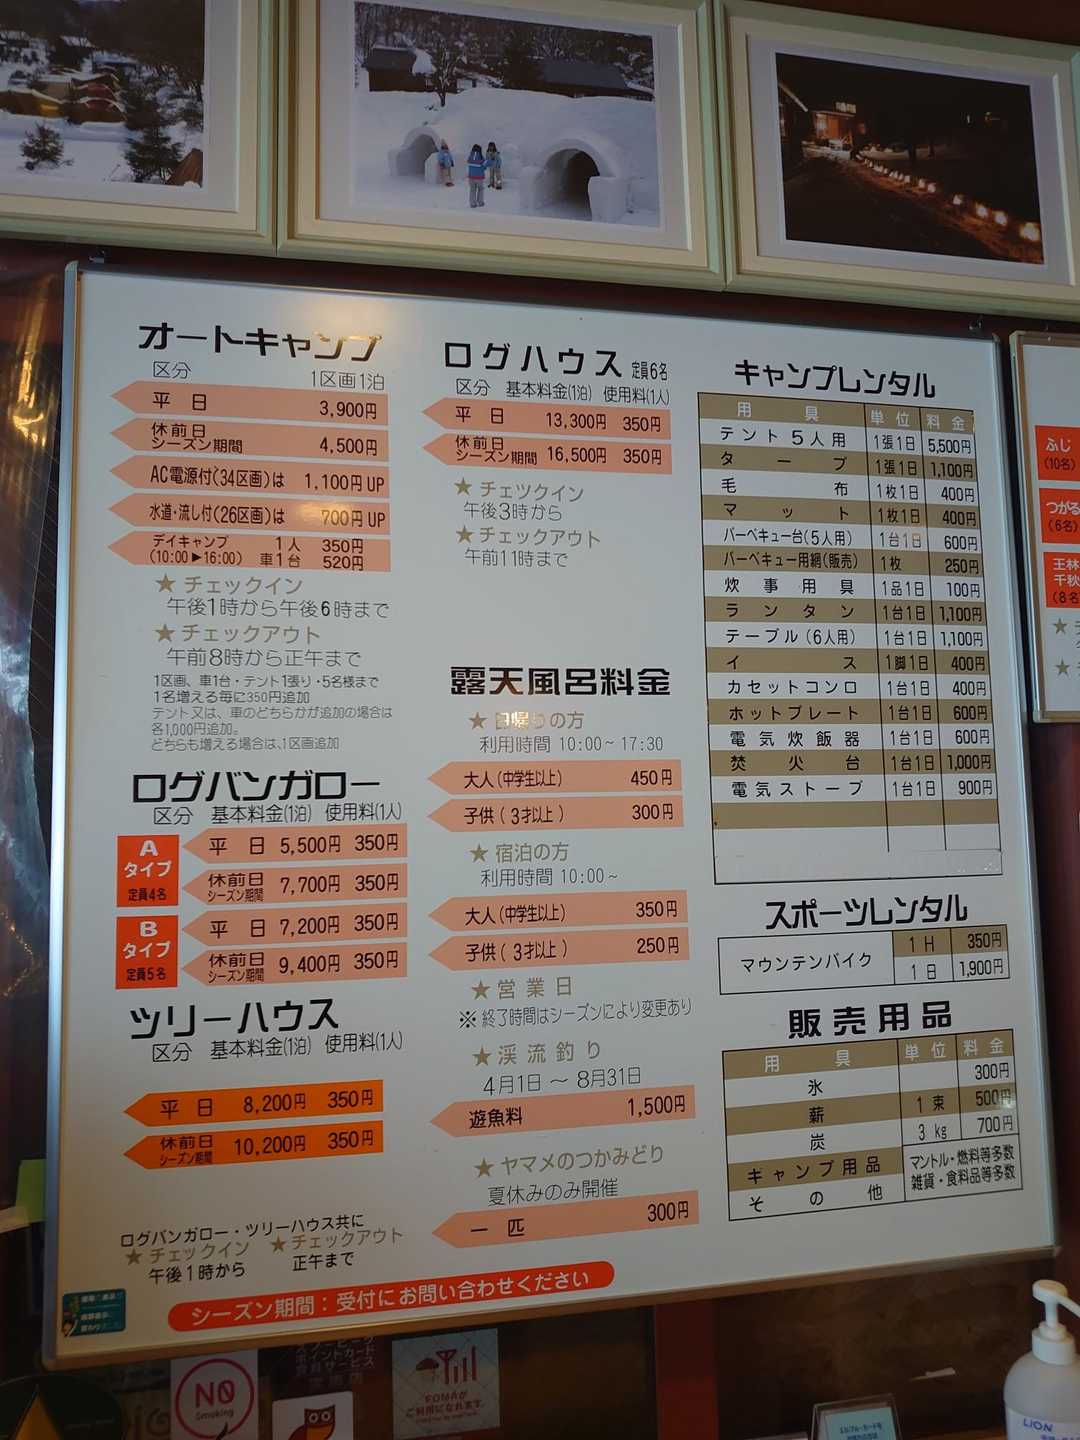 オートキャンプ
区分 1区画1泊
平日 3,900円
休前日
シーズン期間 4,500円
AC電源付(34区画)は 1,100円UP
水道・流し付(26区画)は 700円UP
デイキャンプ 1人 350円
(10:00▶16:00) 車1台 520円
★チェックイン
午後1時から午後6時まで
★チェックアウト
午前8時から正午まで
1区画、車1台・テント1張り・5名様まで
1名増える毎に350円追加
テント又は、車のどちらかが追加の場合は
各1,000円追加。
どちらも増える場合は、1区画追加
ログバンガロー
区分 基本料金(1泊) 使用料(1人)
Aタイプ
定員4名
平日 5,500円 350円
休前日
シーズン期間 7,700円 350円
Bタイプ
定員5名
平日 7,200円 350円
休前日
シーズン期間 9,400円 350円
ツリーハウス
区分 基本料金(1泊) 使用料(1人)
平日 8,200円 350円
休前日
シーズン期間 10,200円 350円
ログバンガロー・ツリーハウス共に
★チェックイン ★チェックアウト
午後1時から 正午まで
シーズン期間：受付にお問い合わせください
ログハウス 定員6名
区分 基本料金(1泊) 使用料(1人)
平日 13,300円 350円
休前日
シーズン期間 16,500円 350円
★チェツクイン
午後3時から
★チェックアウト
午前11時まで
露天風呂料金
★日帰りの方
利用時間 10:00~17:30
大人(中学生以上) 450円
子供(3才以上) 300円
★宿泊の方
利用時間 10:00~
大人(中学生以上) 350円
子供(3才以上) 250円
★営業日
※終了時間はシーズンにより変更あり
★渓流釣り
4月1日~8月31日
遊魚料 1,500円
★ヤマメのつかみどり
夏休みのみ開催
一匹 300円
キャンプレンタル
用具 単位 料金
テント5人用 1張1日 5,500円
タープ 1張1日 1,100円
毛布 1枚1日 400円
マット 1枚1日 400円
バーベキュー台(5人用) 1台1日 600円
バーベキュー用網(販売) 1枚 250円
炊事用具 1品1日 100円
ランタン 1台1日 1,100円
テーブル(6人用) 1台1日 1,100円
イス 1脚1日 400円
カセットコンロ 1台1日 400円
ホットプレート 1台1日 600円
電気炊飯器 1台1日 600円
焚火台 1台1日 1,000円
電気ストーブ 1台1日 900円
スポーツレンタル
マウンテンバイク 1H 350円
1日 1,900円
販売用品
用具 単位 料金
氷 300円
薪 1束 500円
炭 3kg 700円
キャンプ用品 マントル・燃料等多数
その他 雑貨・食料品等多数
ふじ
(10名)
つがる
(6名)
王林
千秋
(8名)
NO
Smoking
ポイントカード
FOMAが
ご利用になれます。
LION